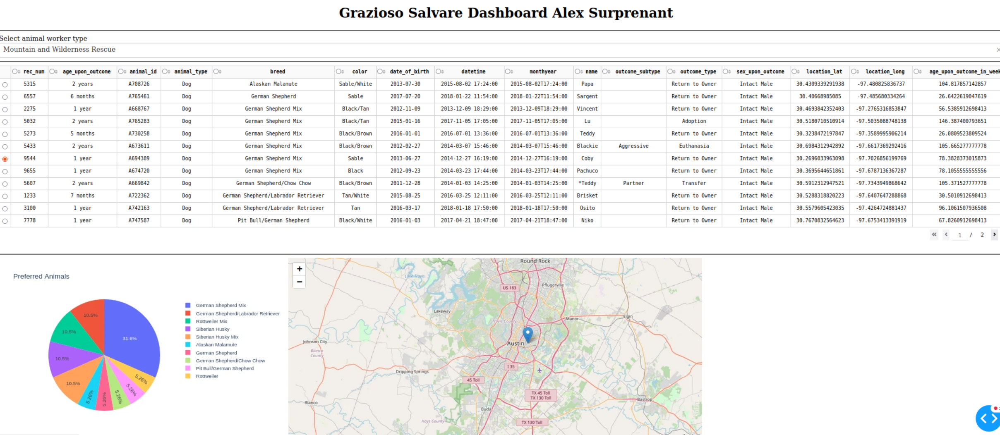 Grazioso Salvare Dashboard Alex Surprenant
Select animal worker type
Mountain and Wilderness Rescue ×
rec_num age_upon_outcome animal_id animal_type breed color date_of_birth datetime monthyear name outcome_subtype outcome_type sex_upon_outcome location_lat location_long age_upon_outcome_in_week
5315 2 years A708726 Dog Alaskan Malamute Sable/White 2013-07-30 2015-08-02 17:24:00 2015-08-02T17:24:00 Papa Return to Owner Intact Male 30.4309339291938 -97.480825836737 104.817857142857
6557 6 months A765461 Dog German Shepherd Sable 2017-07-20 2018-01-22 11:54:00 2018-01-22T11:54:00 Sargent Return to Owner Intact Male 30.40668985085 -97.485680334264 26.6422619047619
2275 1 year A668767 Dog German Shepherd Mix Black/Tan 2012-11-09 2013-12-09 18:29:00 2013-12-09T18:29:00 Vincent Return to Owner Intact Male 30.4693842352403 -97.2765316853847 56.5385912698413
5032 2 years A765283 Dog German Shepherd Mix Black/Tan 2015-01-16 2017-11-05 17:05:00 2017-11-05T17:05:00 Lu Adoption Intact Male 30.5180710510914 -97.5035088748138 146.387400793651
5273 5 months A730258 Dog German Shepherd Mix Black/Brown 2016-01-01 2016-07-01 13:36:00 2016-07-01T13:36:00 Teddy Return to Owner Intact Male 30.3238472197847 -97.3589995906214 26.0809523809524
5433 2 years A673611 Dog German Shepherd Mix Black/Brown 2012-02-27 2014-03-07 15:46:00 2014-03-07T15:46:00 Blackie Aggressive Euthanasia Intact Male 30.6984312942892 -97.6617369292416 105.665277777778
9544 1 year A694389 Dog German Shepherd Mix Sable 2013-06-27 2014-12-27 16:19:00 2014-12-27T16:19:00 Coby Return to Owner Intact Male 30.2696033963098 -97.7026856199769 78.3828373015873
9655 1 year A674720 Dog German Shepherd Mix Black 2012-09-23 2014-03-23 17:44:00 2014-03-23T17:44:00 Pachuco Return to Owner Intact Male 30.3695644651861 -97.6787136367287 78.1055555555556
5607 2 years A669842 Dog German Shepherd/Chow Chow Black/Brown 2011-12-28 2014-01-03 14:25:00 2014-01-03T14:25:00 *Teddy Partner Transfer Intact Male 30.5912312947521 -97.7343949868642 105.371527777778
1233 7 months A722362 Dog German Shepherd/Labrador Retriever Tan/White 2015-08-25 2016-03-25 12:11:00 2016-03-25T12:11:00 Brisket Return to Owner Intact Male 30.5288318820223 -97.6407647288868 30.5010912698413
3100 1 year A742163 Dog German Shepherd/Labrador Retriever Tan 2016-03-17 2018-01-18 17:50:00 2018-01-18T17:50:00 Osito Return to Owner Intact Male 30.5579605423035 -97.4264724881437 96.1061507936508
7778 1 year A747587 Dog Pit Bull/German Shepherd Black/White 2016-01-03 2017-04-21 18:47:00 2017-04-21T18:47:00 Niko Return to Owner Intact Male 30.7670832564623 -97.6753413391919 67.8260912698413
« ‹ 1 / 2 ›
Preferred Animals
31.6%
10.5%
10.5%
10.5%
10.5%
5.26%
5.26%
5.26%
5.26%
5.26%
German Shepherd Mix
German Shepherd/Labrador Retriever
Rottweiler Mix
Siberian Husky
Siberian Husky Mix
Alaskan Malamute
German Shepherd
German Shepherd/Chow Chow
Pit Bull/German Shepherd
Rottweiler
+
−
Round Rock
Lake Travis
US 183
Pflugerville
Lakeway
Travis County
Manor
Elgin
Johnson City
Austin
Blanco
County
I 35
Dripping Springs
45 Toll
TX 45 Toll
TX 130 Toll
Bastrop
Blanco
Buda
Hays County
TX 130 Toll